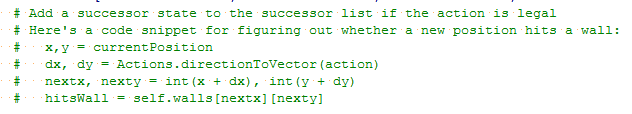 # Add a successor state to the successor list if the action is legal
# Here's a code snippet for figuring out whether a new position hits a wall:
#   x,y = currentPosition
#   dx, dy = Actions.directionToVector(action)
#   nextx, nexty = int(x + dx), int(y + dy)
#   hitsWall = self.walls[nextx][nexty]